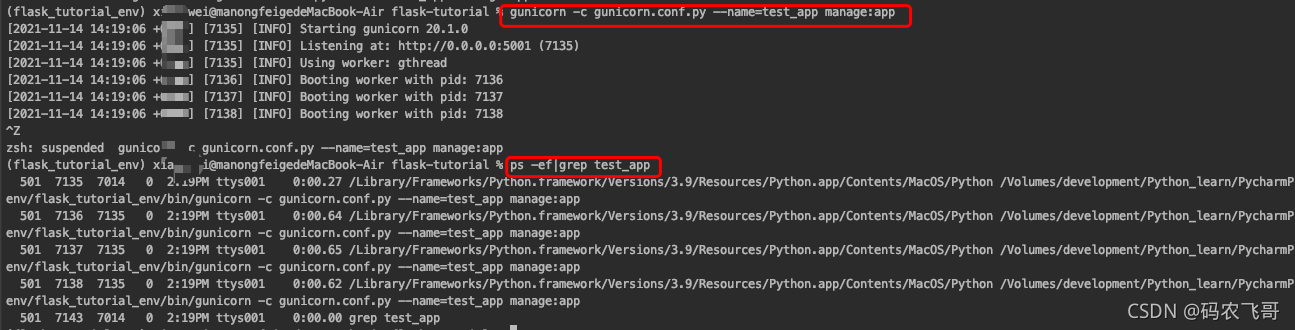 (flask_tutorial_env) xi wei@manongfeigedeMacBook-Air flask-tutorial % gunicorn -c gunicorn.conf.py --name=test_app manage:app
[2021-11-14 14:19:06 + ] [7135] [INFO] Starting gunicorn 20.1.0
[2021-11-14 14:19:06 + ] [7135] [INFO] Listening at: http://0.0.0.0:5001 (7135)
[2021-11-14 14:19:06 + ] [7135] [INFO] Using worker: gthread
[2021-11-14 14:19:06 + ] [7136] [INFO] Booting worker with pid: 7136
[2021-11-14 14:19:06 + ] [7137] [INFO] Booting worker with pid: 7137
[2021-11-14 14:19:06 + ] [7138] [INFO] Booting worker with pid: 7138
^Z
zsh: suspended gunico c gunicorn.conf.py --name=test_app manage:app
(flask_tutorial_env) xia i@manongfeigedeMacBook-Air flask-tutorial % ps -ef|grep test_app
501 7135 7014 0 2:19PM ttys001 0:00.27 /Library/Frameworks/Python.framework/Versions/3.9/Resources/Python.app/Contents/MacOS/Python /Volumes/development/Python_learn/PycharmP
env/flask_tutorial_env/bin/gunicorn -c gunicorn.conf.py --name=test_app manage:app
501 7136 7135 0 2:19PM ttys001 0:00.64 /Library/Frameworks/Python.framework/Versions/3.9/Resources/Python.app/Contents/MacOS/Python /Volumes/development/Python_learn/PycharmP
env/flask_tutorial_env/bin/gunicorn -c gunicorn.conf.py --name=test_app manage:app
501 7137 7135 0 2:19PM ttys001 0:00.65 /Library/Frameworks/Python.framework/Versions/3.9/Resources/Python.app/Contents/MacOS/Python /Volumes/development/Python_learn/PycharmP
env/flask_tutorial_env/bin/gunicorn -c gunicorn.conf.py --name=test_app manage:app
501 7138 7135 0 2:19PM ttys001 0:00.62 /Library/Frameworks/Python.framework/Versions/3.9/Resources/Python.app/Contents/MacOS/Python /Volumes/development/Python_learn/PycharmP
env/flask_tutorial_env/bin/gunicorn -c gunicorn.conf.py --name=test_app manage:app
501 7143 7014 0 2:19PM ttys001 0:00.00 grep test_app
CSDN @码农飞哥